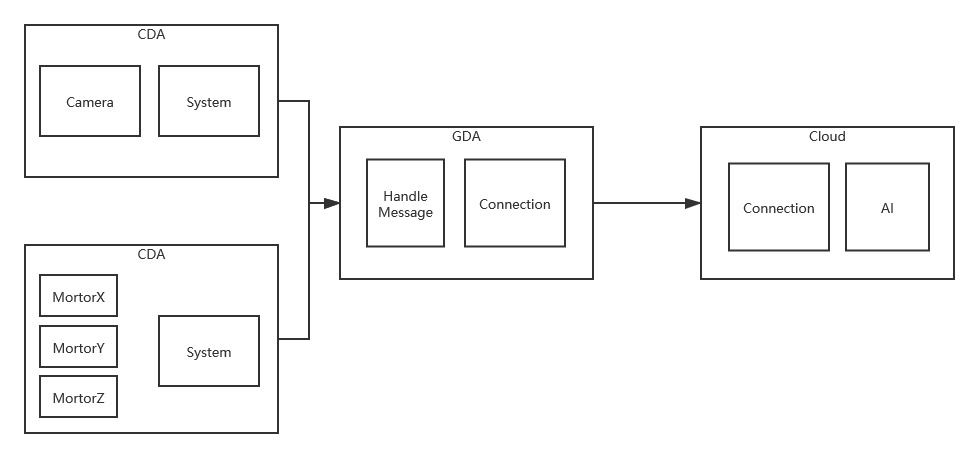 CDA
Camera
System
CDA
MortorX
MortorY
MortorZ
System
GDA
Handle
Message
Connection
Cloud
Connection
AI